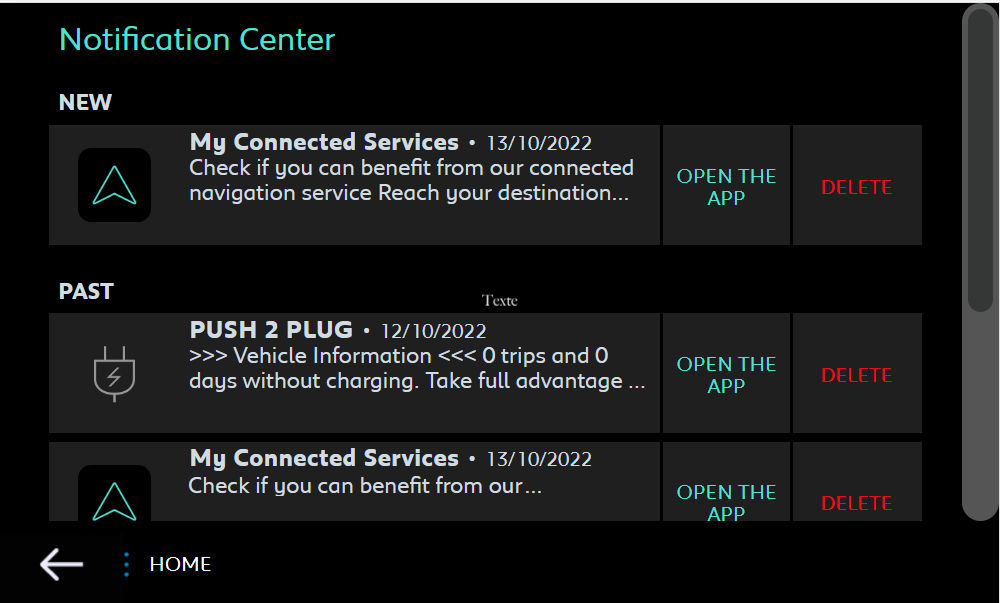 Notification Center
NEW
My Connected Services • 13/10/2022
Check if you can benefit from our connected
navigation service Reach your destination...
OPEN THE
APP
DELETE
PAST
Texte
PUSH 2 PLUG • 12/10/2022
>>> Vehicle Information <<< 0 trips and 0
days without charging. Take full advantage ...
OPEN THE
APP
DELETE
My Connected Services • 13/10/2022
Check if you can benefit from our...
OPEN THE
APP
DELETE
HOME